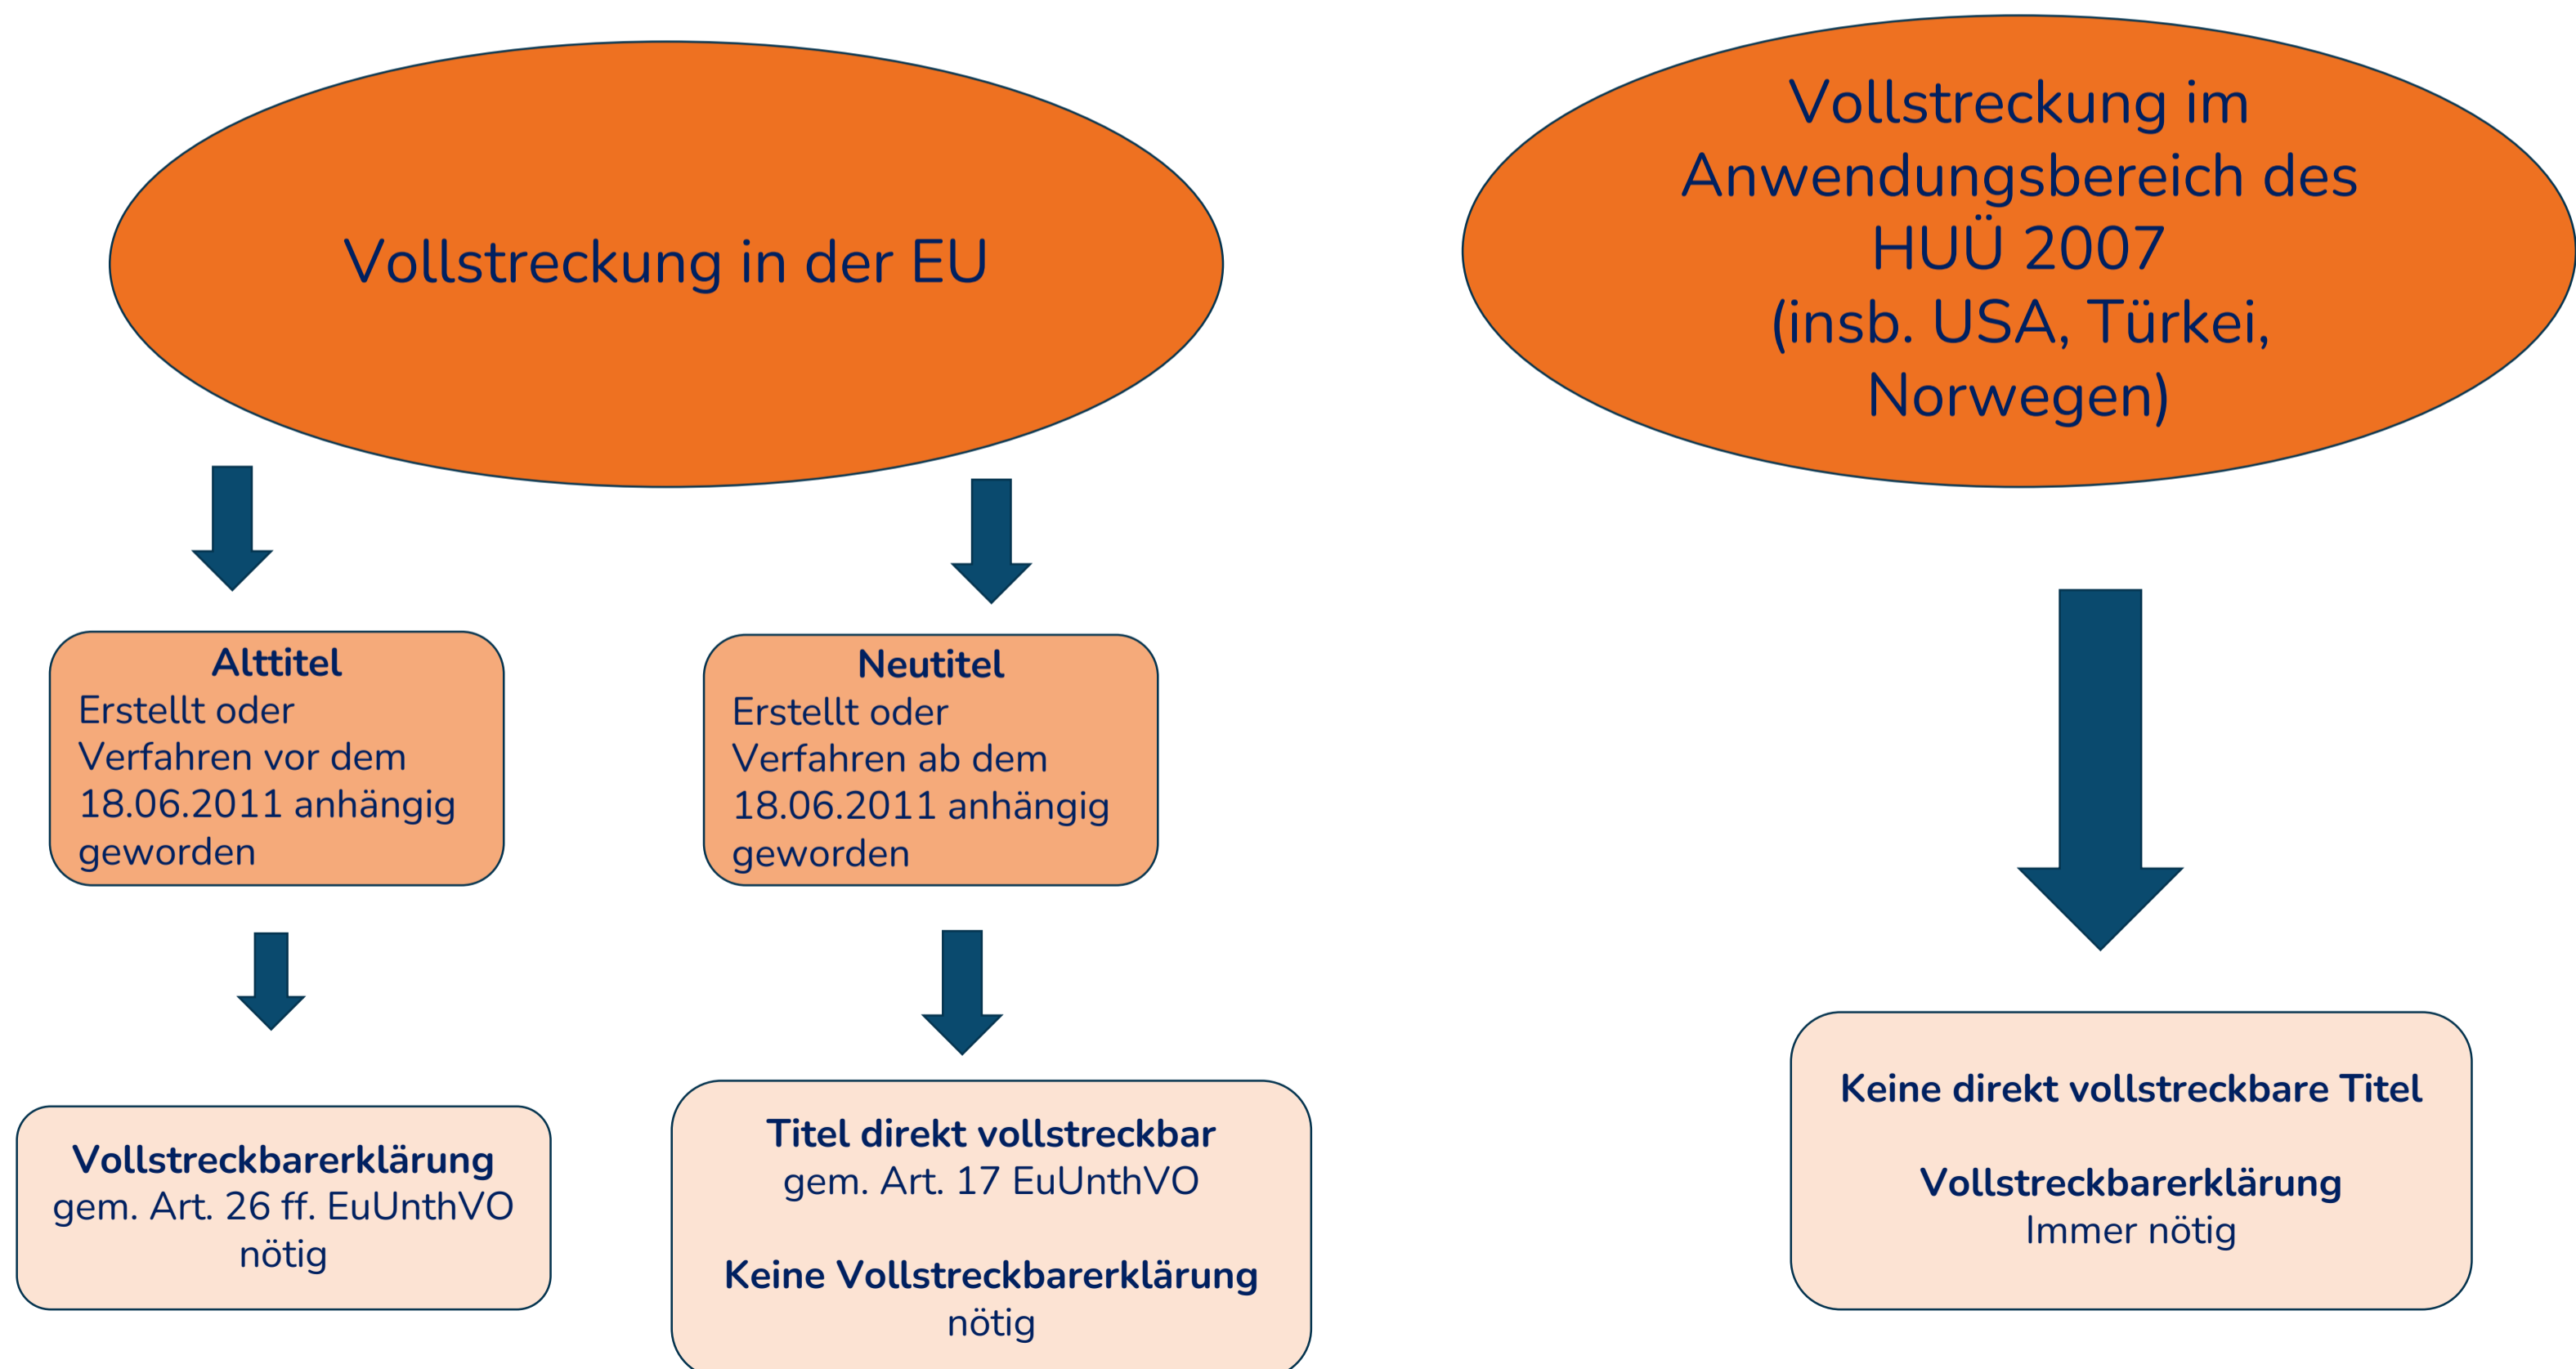 Vollstreckung in der EU
Vollstreckung im
Anwendungsbereich des
HUÜ 2007
(insb. USA, Türkei,
Norwegen)
Alttitel
Erstellt oder
Verfahren vor dem
18.06.2011 anhängig
geworden
Neutitel
Erstellt oder
Verfahren ab dem
18.06.2011 anhängig
geworden
Vollstreckbarerklärung
gem. Art. 26 ff. EuUnthVO
nötig
Titel direkt vollstreckbar
gem. Art. 17 EuUnthVO
Keine Vollstreckbarerklärung
nötig
Keine direkt vollstreckbare Titel
Vollstreckbarerklärung
Immer nötig